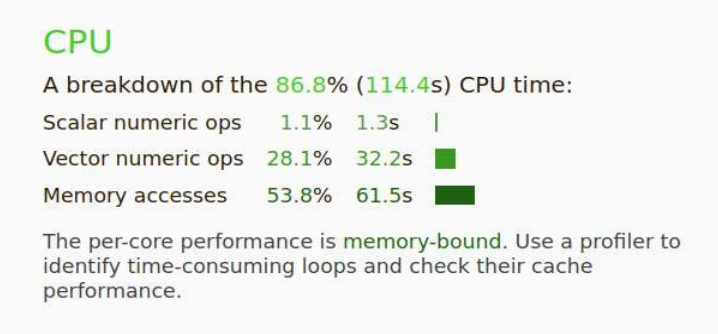 CPU
A breakdown of the 86.8% (114.4s) CPU time:
Scalar numeric ops 1.1% 1.3s
Vector numeric ops 28.1% 32.2s
Memory accesses 53.8% 61.5s
The per-core performance is memory-bound. Use a profiler to
identify time-consuming loops and check their cache
performance.